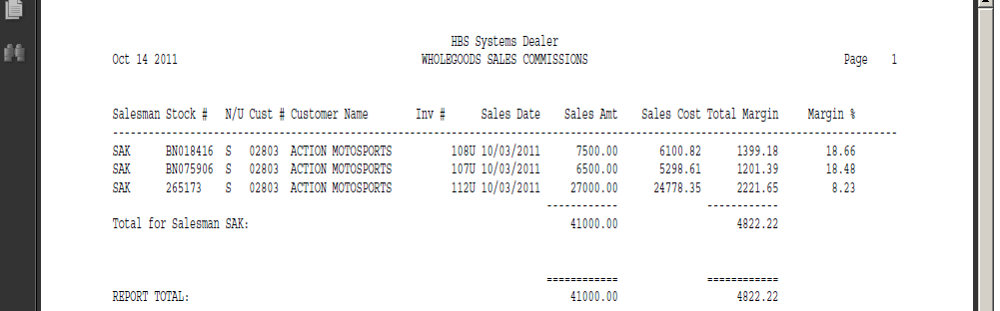 HBS Systems Dealer
Oct 14 2011 WHOLEGOODS SALES COMMISSIONS Page 1
Salesman Stock # N/U Cust # Customer Name Inv # Sales Date Sales Amt Sales Cost Total Margin Margin %
SAK BN018416 S 02803 ACTION MOTOSPORTS 108U 10/03/2011 7500.00 6100.82 1399.18 18.66
SAK BN075906 S 02803 ACTION MOTOSPORTS 107U 10/03/2011 6500.00 5298.61 1201.39 18.48
SAK 265173 S 02803 ACTION MOTOSPORTS 112U 10/03/2011 27000.00 24778.35 2221.65 8.23
Total for Salesman SAK: 41000.00 4822.22
REPORT TOTAL: 41000.00 4822.22